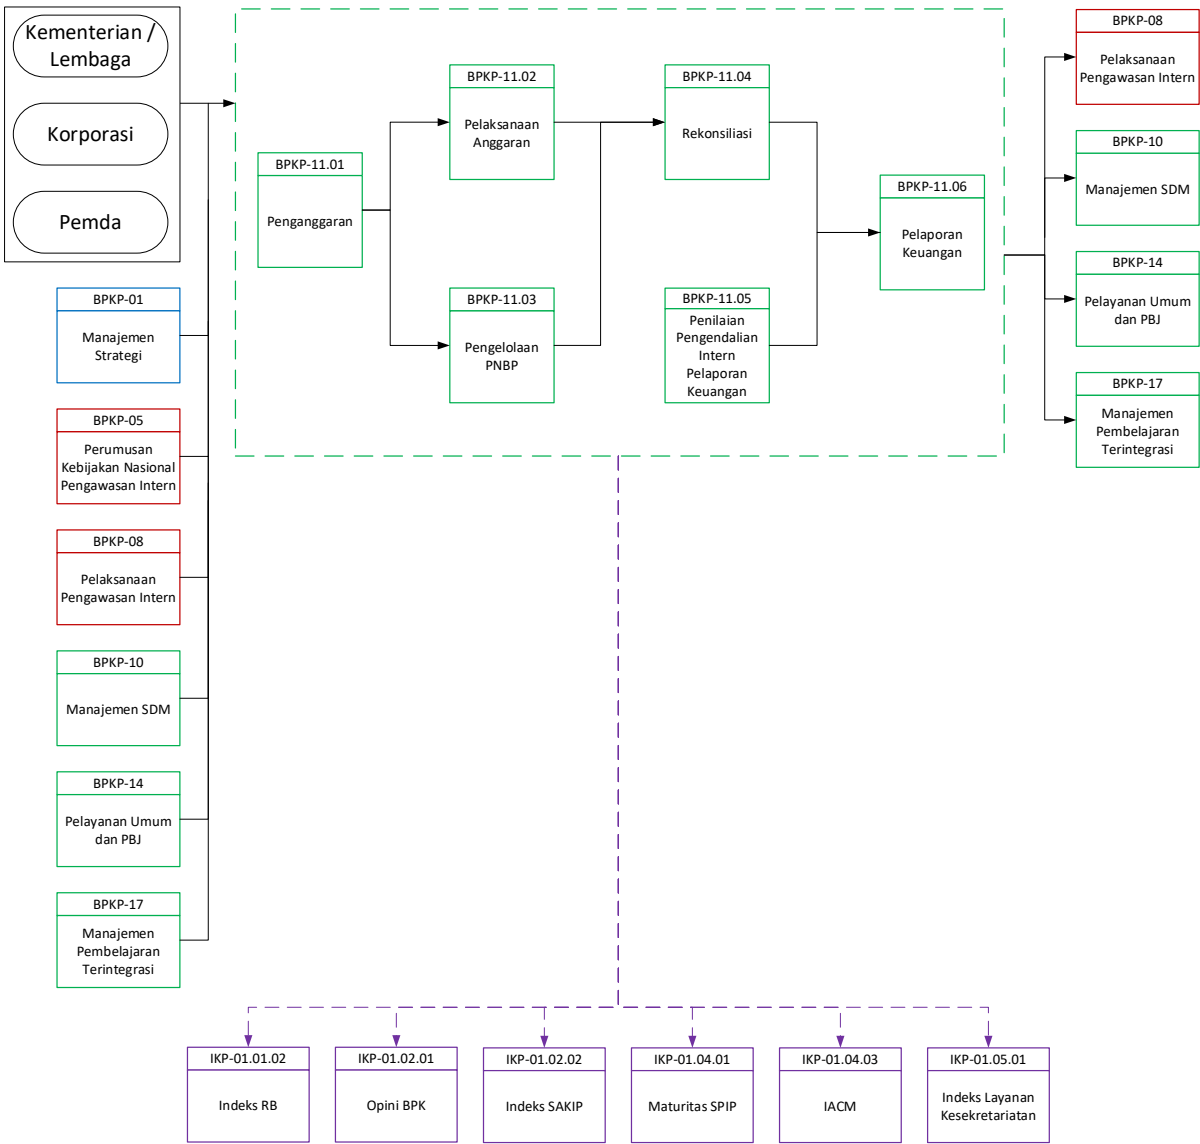 Kementerian /
Lembaga
Korporasi
Pemda
BPKP-01
Manajemen
Strategi
BPKP-05
Perumusan
Kebijakan Nasional
Pengawasan Intern
BPKP-08
Pelaksanaan
Pengawasan Intern
BPKP-10
Manajemen SDM
BPKP-14
Pelayanan Umum
dan PBJ
BPKP-17
Manajemen
Pembelajaran
Terintegrasi
BPKP-11.01
Penganggaran
BPKP-11.02
Pelaksanaan
Anggaran
BPKP-11.03
Pengelolaan
PNBP
BPKP-11.04
Rekonsiliasi
BPKP-11.05
Penilaian
Pengendalian
Intern
Pelaporan
Keuangan
BPKP-11.06
Pelaporan
Keuangan
BPKP-08
Pelaksanaan
Pengawasan Intern
BPKP-10
Manajemen SDM
BPKP-14
Pelayanan Umum
dan PBJ
BPKP-17
Manajemen
Pembelajaran
Terintegrasi
IKP-01.01.02
Indeks RB
IKP-01.02.01
Opini BPK
IKP-01.02.02
Indeks SAKIP
IKP-01.04.01
Maturitas SPIP
IKP-01.04.03
IACM
IKP-01.05.01
Indeks Layanan
Kesekretariatan